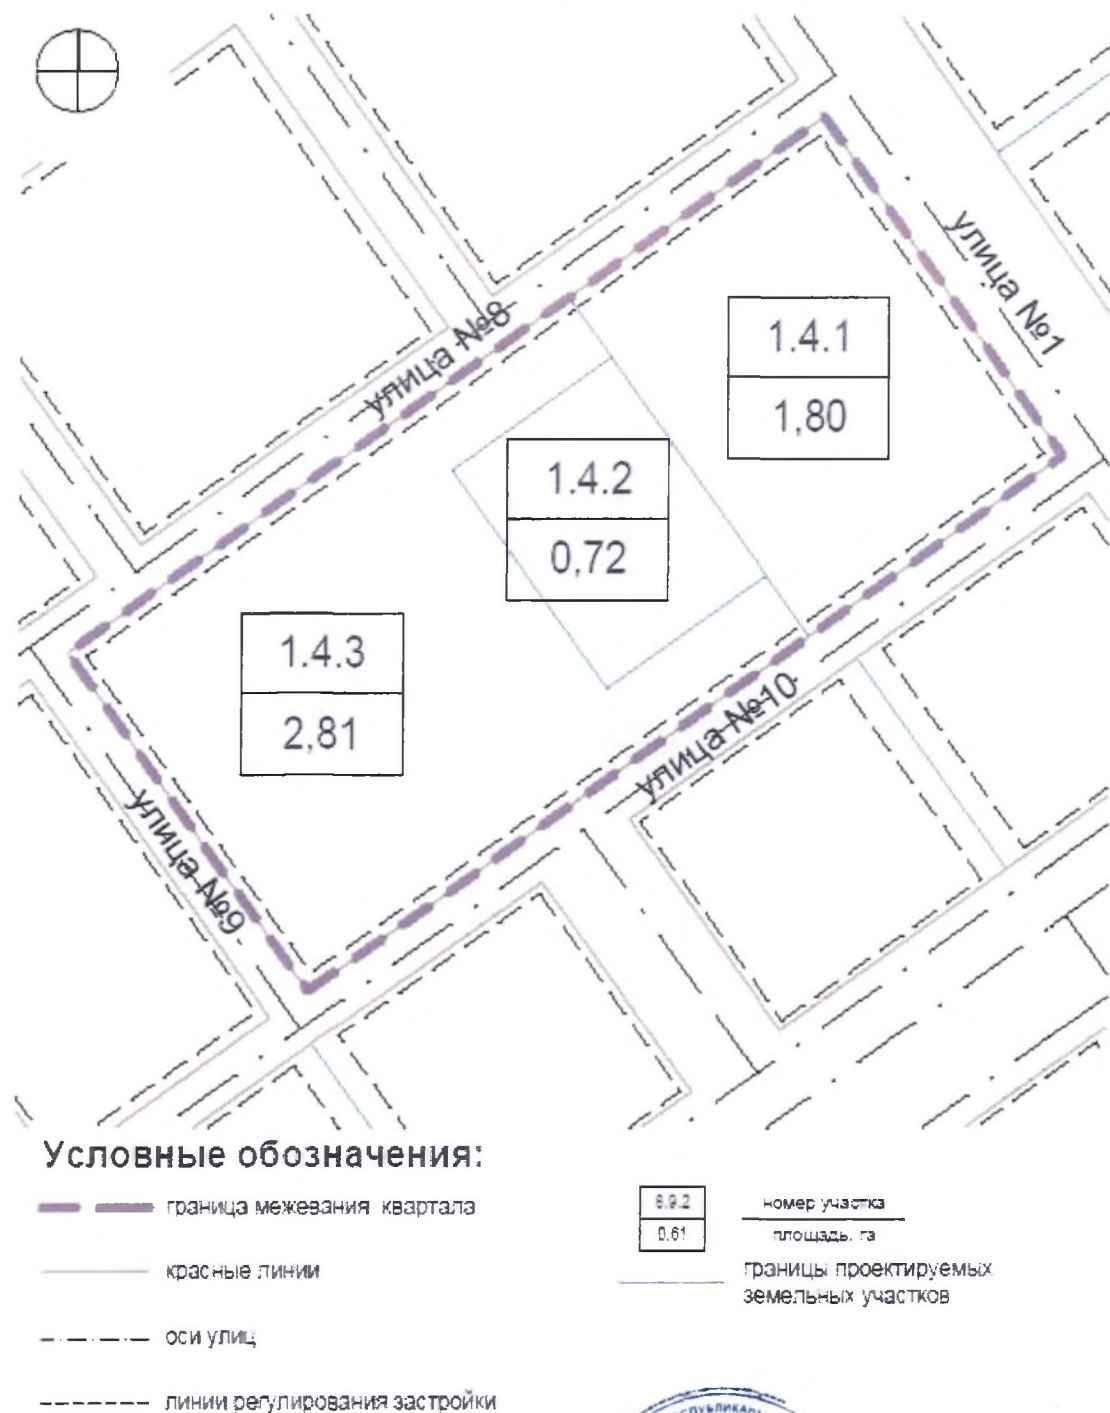 улица №1
улица №8
1.4.1
1,80
1.4.2
0,72
1.4.3
2,81
улица №10
улица №9
Условные обозначения:
граница межевания квартала
красные линии
оси улиц
линии регулирования застройки
8.9.2
0.61
номер участка
площадь, га
границы проектируемых
земельных участков